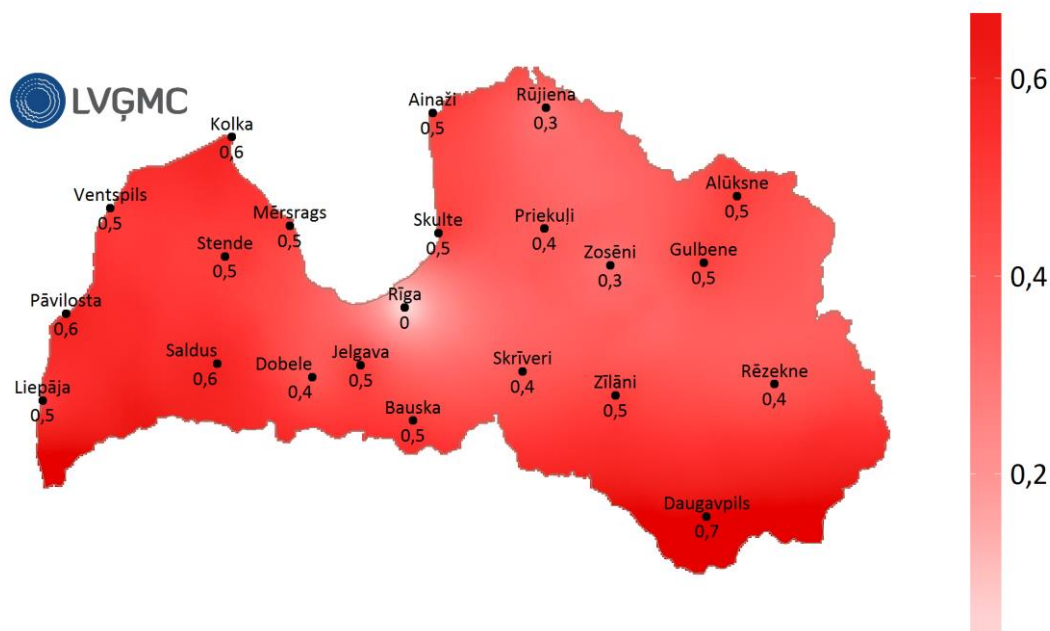 LVĢMC
Kolka
0,6
Ainaži
0,5
Rūjiena
0,3
0,6
Ventspils
0,5
Mērsrags
0,5
Stende
0,5
Skulte
0,5
Priekuļi
0,4
Zosēni
0,3
Alūksne
0,5
Gulbene
0,5
0,4
Pāvilosta
0,6
Rīga
0
Saldus
0,6
Dobele
0,4
Jelgava
0,5
Skrīveri
0,4
Zīlāni
0,5
Rēzekne
0,4
Liepāja
0,5
Bauska
0,5
0,2
Daugavpils
0,7